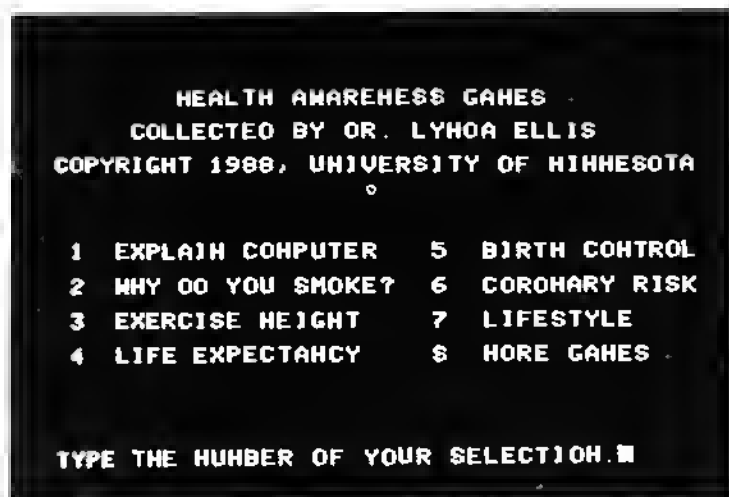 HEALTH AWARENESS GAMES
COLLECTED BY DR. LYNDA ELLIS
COPYRIGHT 1980, UNIVERSITY OF MINNESOTA
1 EXPLAIN COMPUTER 5 BIRTH CONTROL
2 WHY DO YOU SMOKE? 6 CORONARY RISK
3 EXERCISE WEIGHT 7 LIFESTYLE
4 LIFE EXPECTANCY 8 MORE GAMES
TYPE THE NUMBER OF YOUR SELECTION.